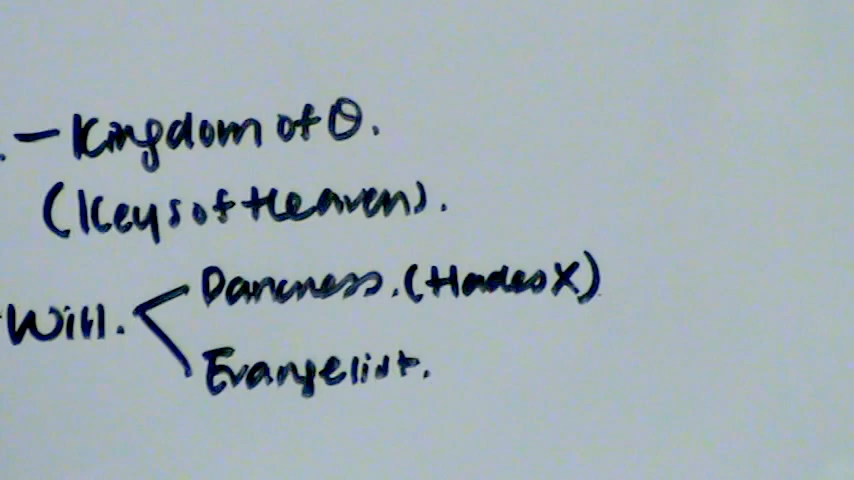 . - Kingdom of θ.
(Keys of Heaven).
Will. < Darkness. (Hades X)
Evangelist.